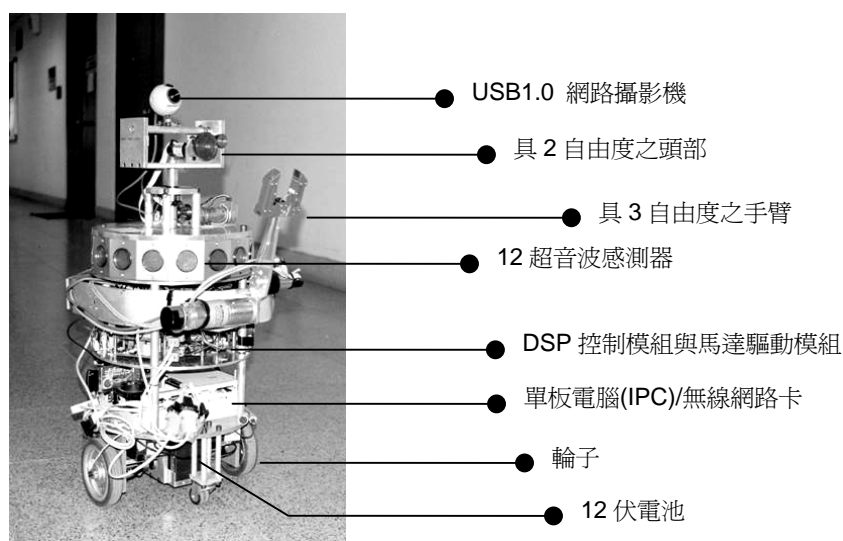 USB1.0 網路攝影機
具 2 自由度之頭部
具 3 自由度之手臂
12 超音波感測器
DSP 控制模組與馬達驅動模組
單板電腦(IPC)/無線網路卡
輪子
12 伏電池